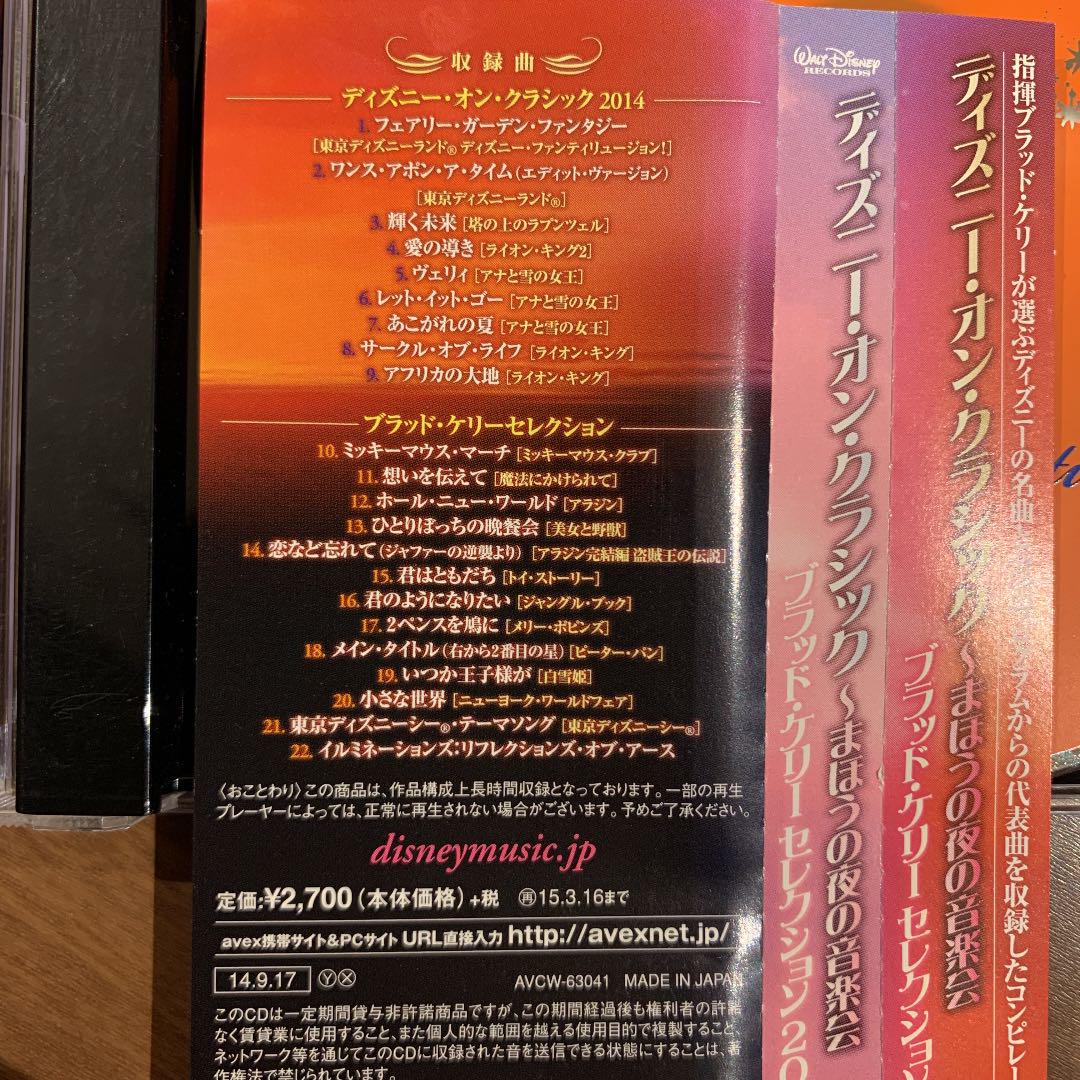 収録曲
ディズニー・オン・クラシック 2014
1. フェアリー・ガーデン・ファンタジー
[東京ディズニーランド® ディズニー・ファンティリュージョン!]
2. ワンス・アポン・ア・タイム(エディット・ヴァージョン)
[東京ディズニーランド®]
3. 輝く未来 [塔の上のラプンツェル]
4. 愛の導き [ライオン・キング2]
5. ヴェリィ [アナと雪の女王]
6. レット・イット・ゴー [アナと雪の女王]
7. あこがれの夏 [アナと雪の女王]
8. サークル・オブ・ライフ [ライオン・キング]
9. アフリカの大地 [ライオン・キング]
ブラッド・ケリーセレクション
10. ミッキーマウス・マーチ [ミッキーマウス・クラブ]
11. 想いを伝えて [魔法にかけられて]
12. ホール・ニュー・ワールド [アラジン]
13. ひとりぼっちの晩餐会 [美女と野獣]
14. 恋など忘れて(ジャファーの逆襲より) [アラジン完結編 盗賊王の伝説]
15. 君はともだち [トイ・ストーリー]
16. 君のようになりたい [ジャングル・ブック]
17. 2ペンスを鳩に [メリー・ポピンズ]
18. メイン・タイトル(右から2番目の星) [ピーター・パン]
19. いつか王子様が [白雪姫]
20. 小さな世界 [ニューヨーク・ワールドフェア]
21. 東京ディズニーシー®・テーマソング [東京ディズニーシー®]
22. イルミネーションズ:リフレクションズ・オブ・アース
〈おことわり〉この商品は、作品構成上長時間収録となっております。一部の再生
プレーヤーによっては、正常に再生されない場合がございます。予めご了承ください。
disneymusic.jp
定価:¥2,700(本体価格)+税 再15.3.16まで
avex携帯サイト&PCサイト URL直接入力 http://avexnet.jp/
14.9.17 Ⓨ Ⓧ AVCW-63041 MADE IN JAPAN
このCDは一定期間貸与非許諾商品ですが、この期間経過後も権利者の許諾
なく賃貸業に使用すること、また個人的な範囲を越える使用目的で複製すること、
ネットワーク等を通じてこのCDに収録された音を送信できる状態にすることは、著
作権法で禁じられています。
WALT DISNEY
RECORDS
ディズニー・オン・クラシック〜まほうの夜の音楽会
ブラッド・ケリーセレクション20
ディズニー・オン・クラシック〜まほうの夜の音楽会
ブラッド・ケリーセレクション
指揮ブラッド・ケリーが選ぶディズニーの名曲 からの代表曲を収録したコンピレー